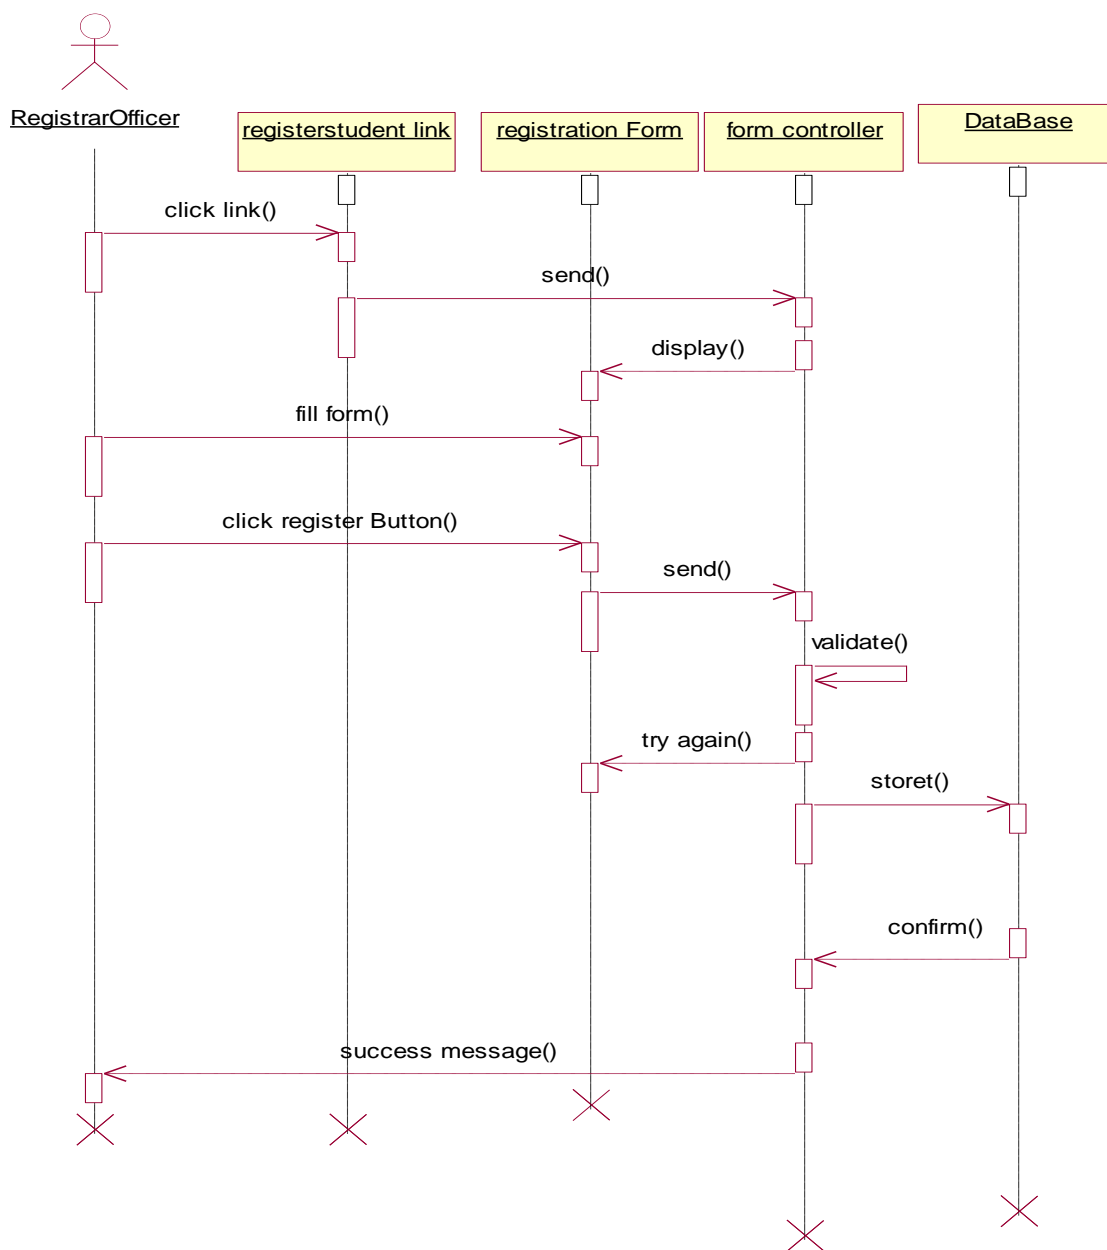 RegistrarOfficer
registerstudent link
registration Form
form controller
DataBase
click link()
send()
display()
fill form()
click register Button()
send()
validate()
try again()
storet()
confirm()
success message()